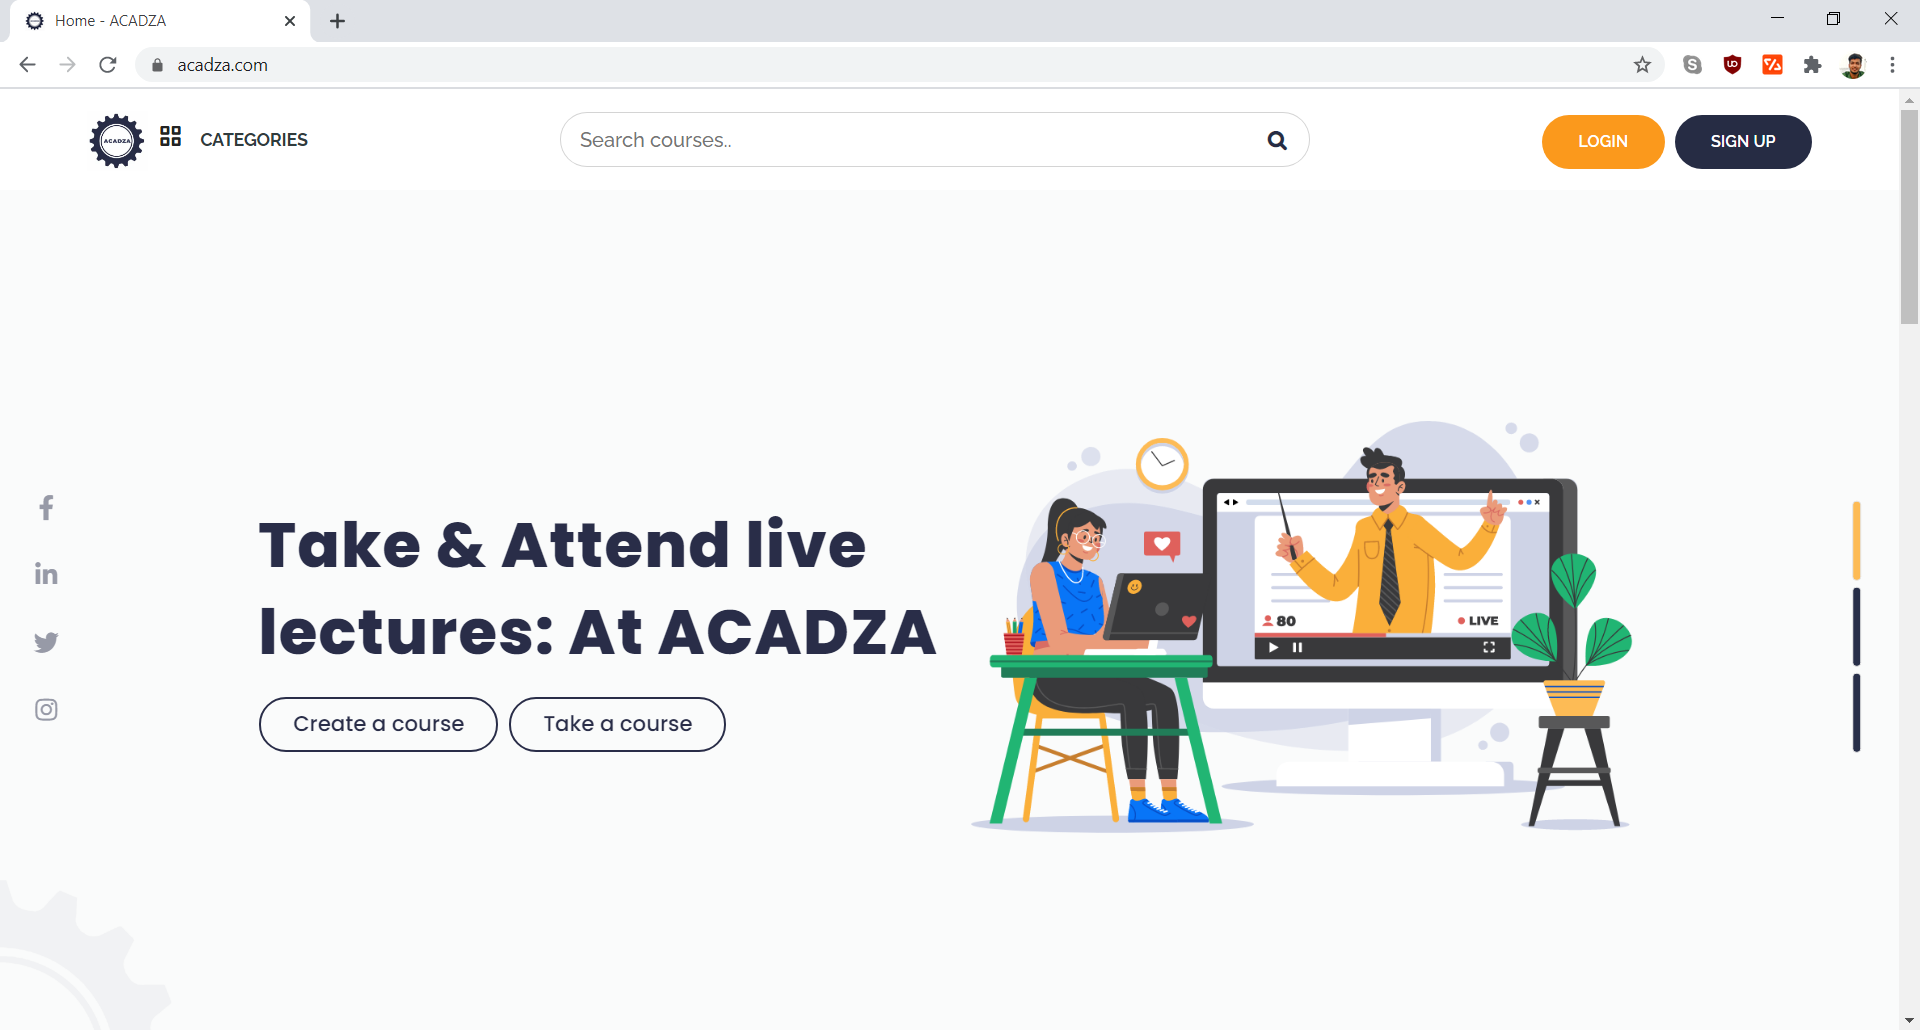 Home - ACADZA
acadza.com
ACADZA
CATEGORIES
Search courses..
LOGIN
SIGN UP
Take & Attend live
lectures: At ACADZA
Create a course
Take a course
80
LIVE